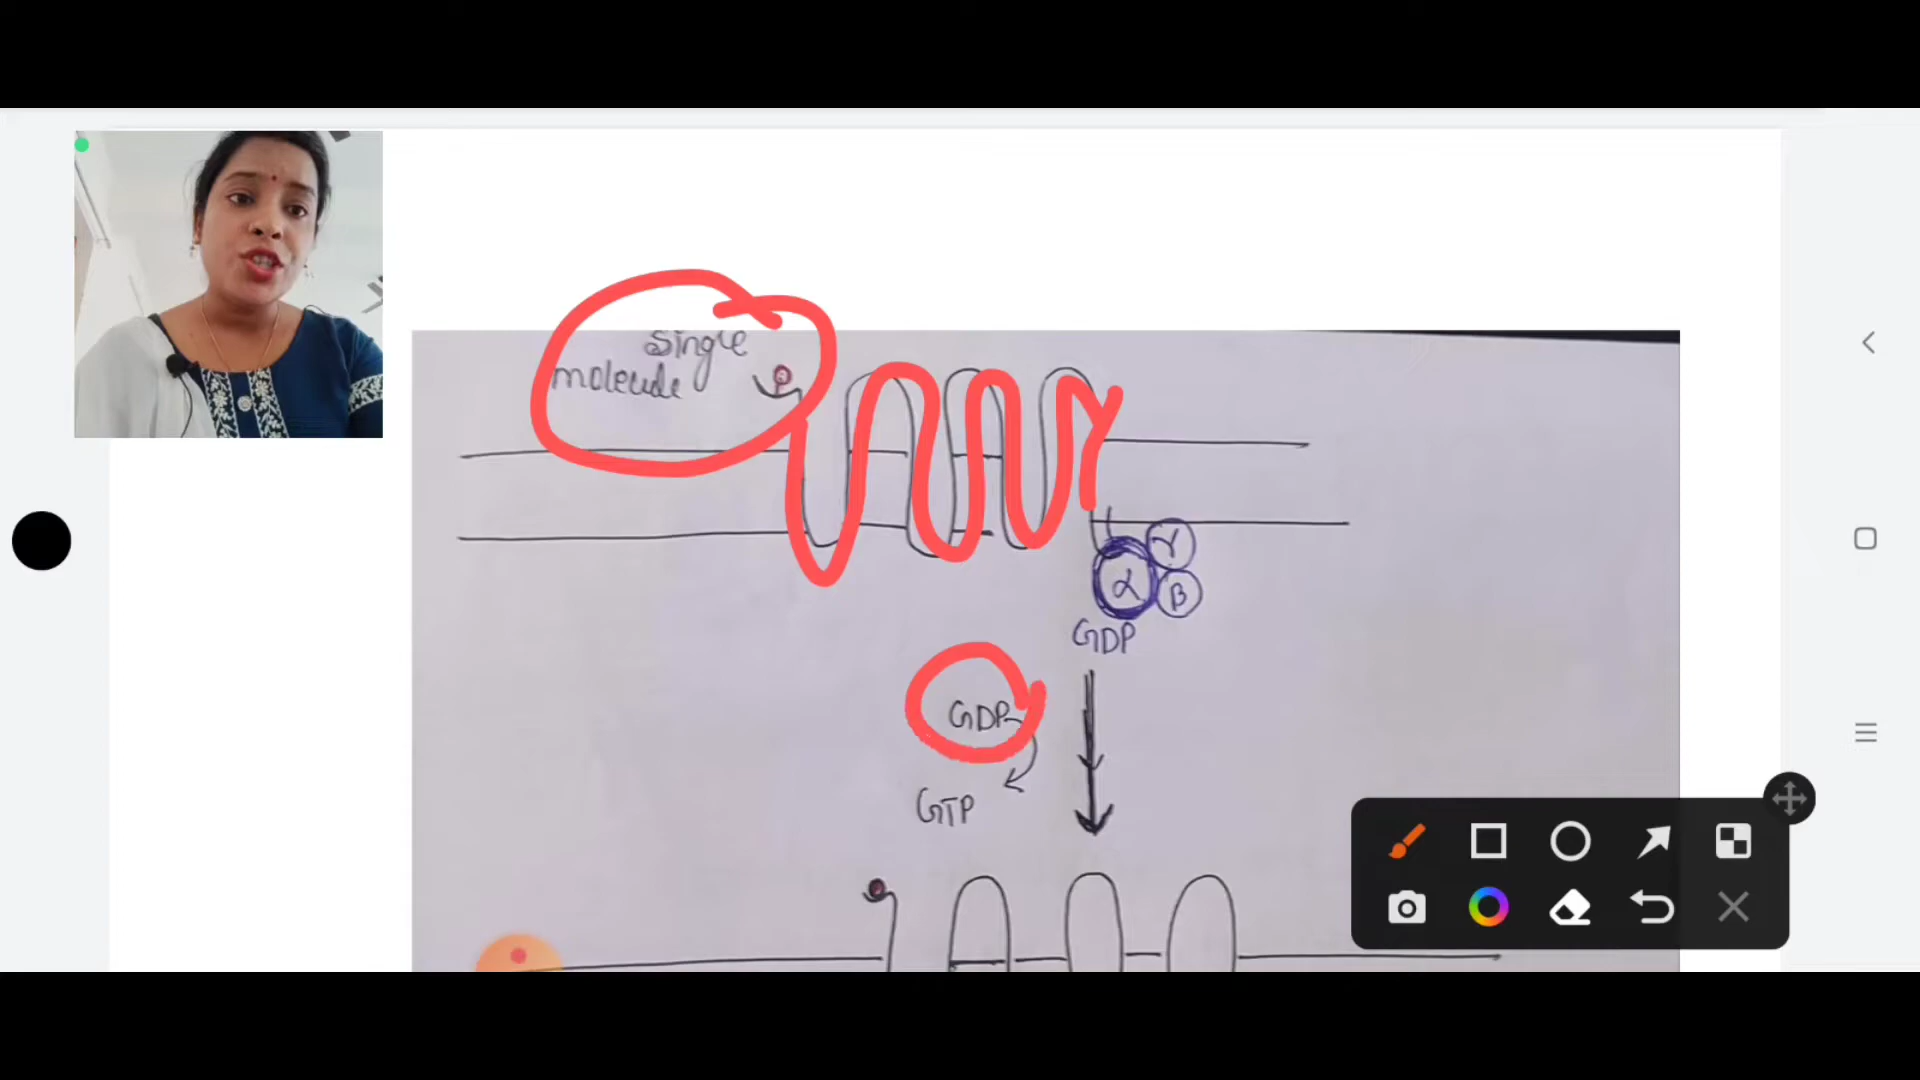 single
molecule
γ
α
β
GDP
GDP
GTP